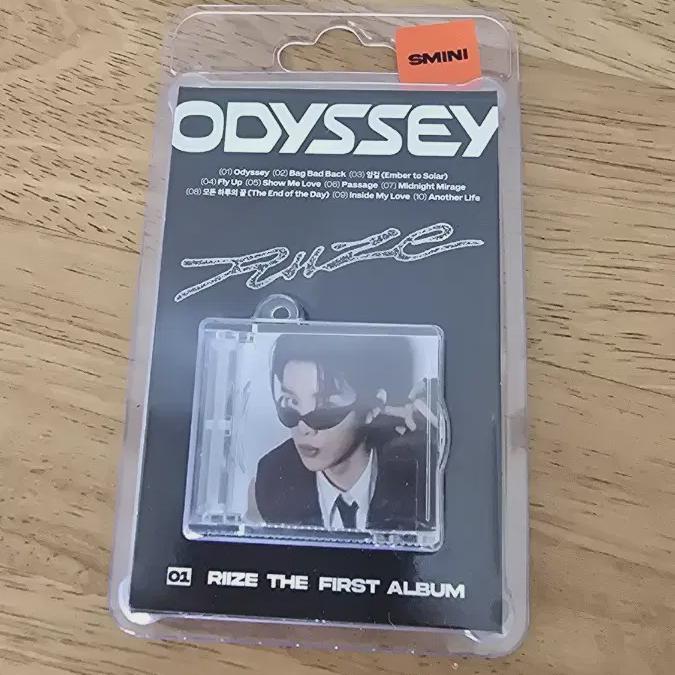 SMINI
ODYSSEY
(01) Odyssey (02) Bag Bad Back (03) 잉걸 (Ember to Solar)
(04) Fly Up (05) Show Me Love (06) Passage (07) Midnight Mirage
(08) 모든 하루의 끝 (The End of the Day) (09) Inside My Love (10) Another Life
RIIZE
01 RIIZE THE FIRST ALBUM